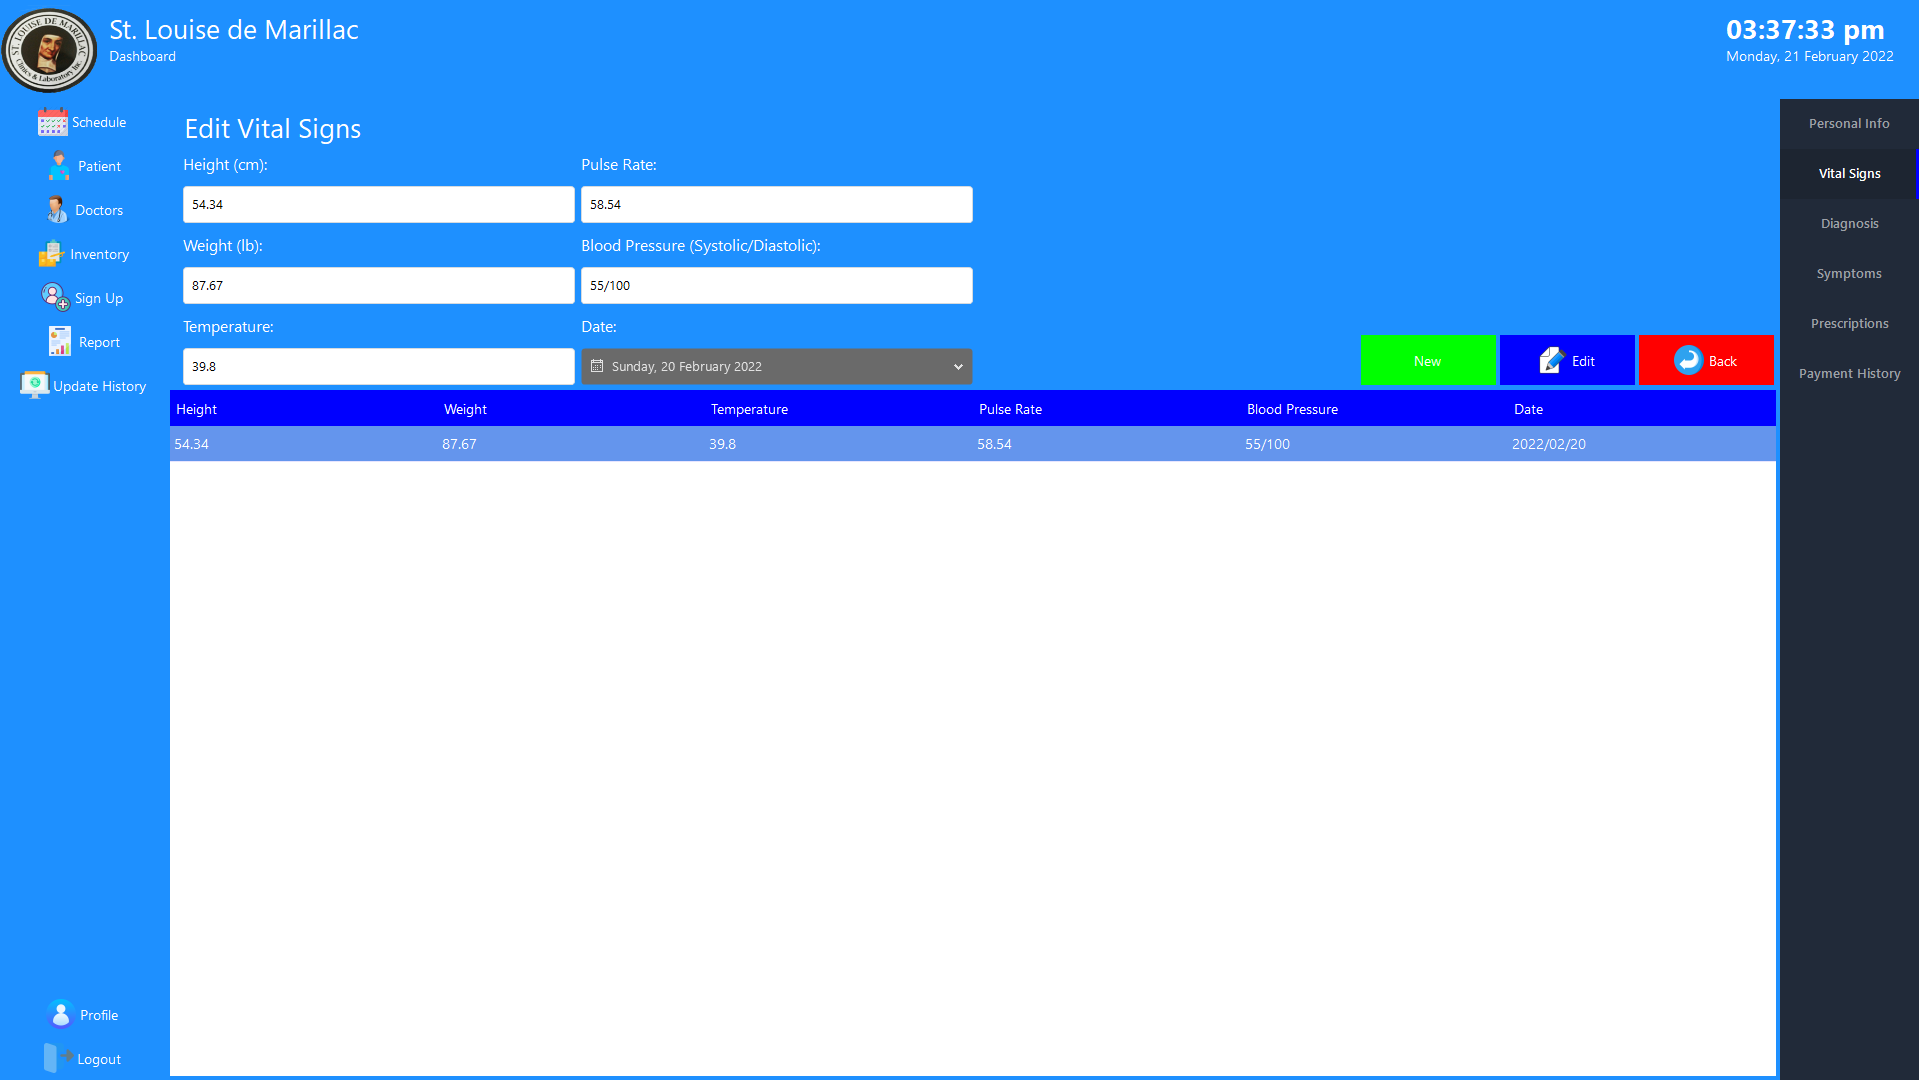 ST. LOUISE DE MARILLAC
Clinics & Laboratory Inc.
St. Louise de Marillac
Dashboard
03:37:33 pm
Monday, 21 February 2022
Schedule
Patient
Doctors
Inventory
Sign Up
Report
Update History
Profile
Logout
Edit Vital Signs
Height (cm):
54.34
Pulse Rate:
58.54
Weight (lb):
87.67
Blood Pressure (Systolic/Diastolic):
55/100
Temperature:
39.8
Date:
Sunday, 20 February 2022
New
Edit
Back
Height Weight Temperature Pulse Rate Blood Pressure Date
54.34 87.67 39.8 58.54 55/100 2022/02/20
Personal Info
Vital Signs
Diagnosis
Symptoms
Prescriptions
Payment History